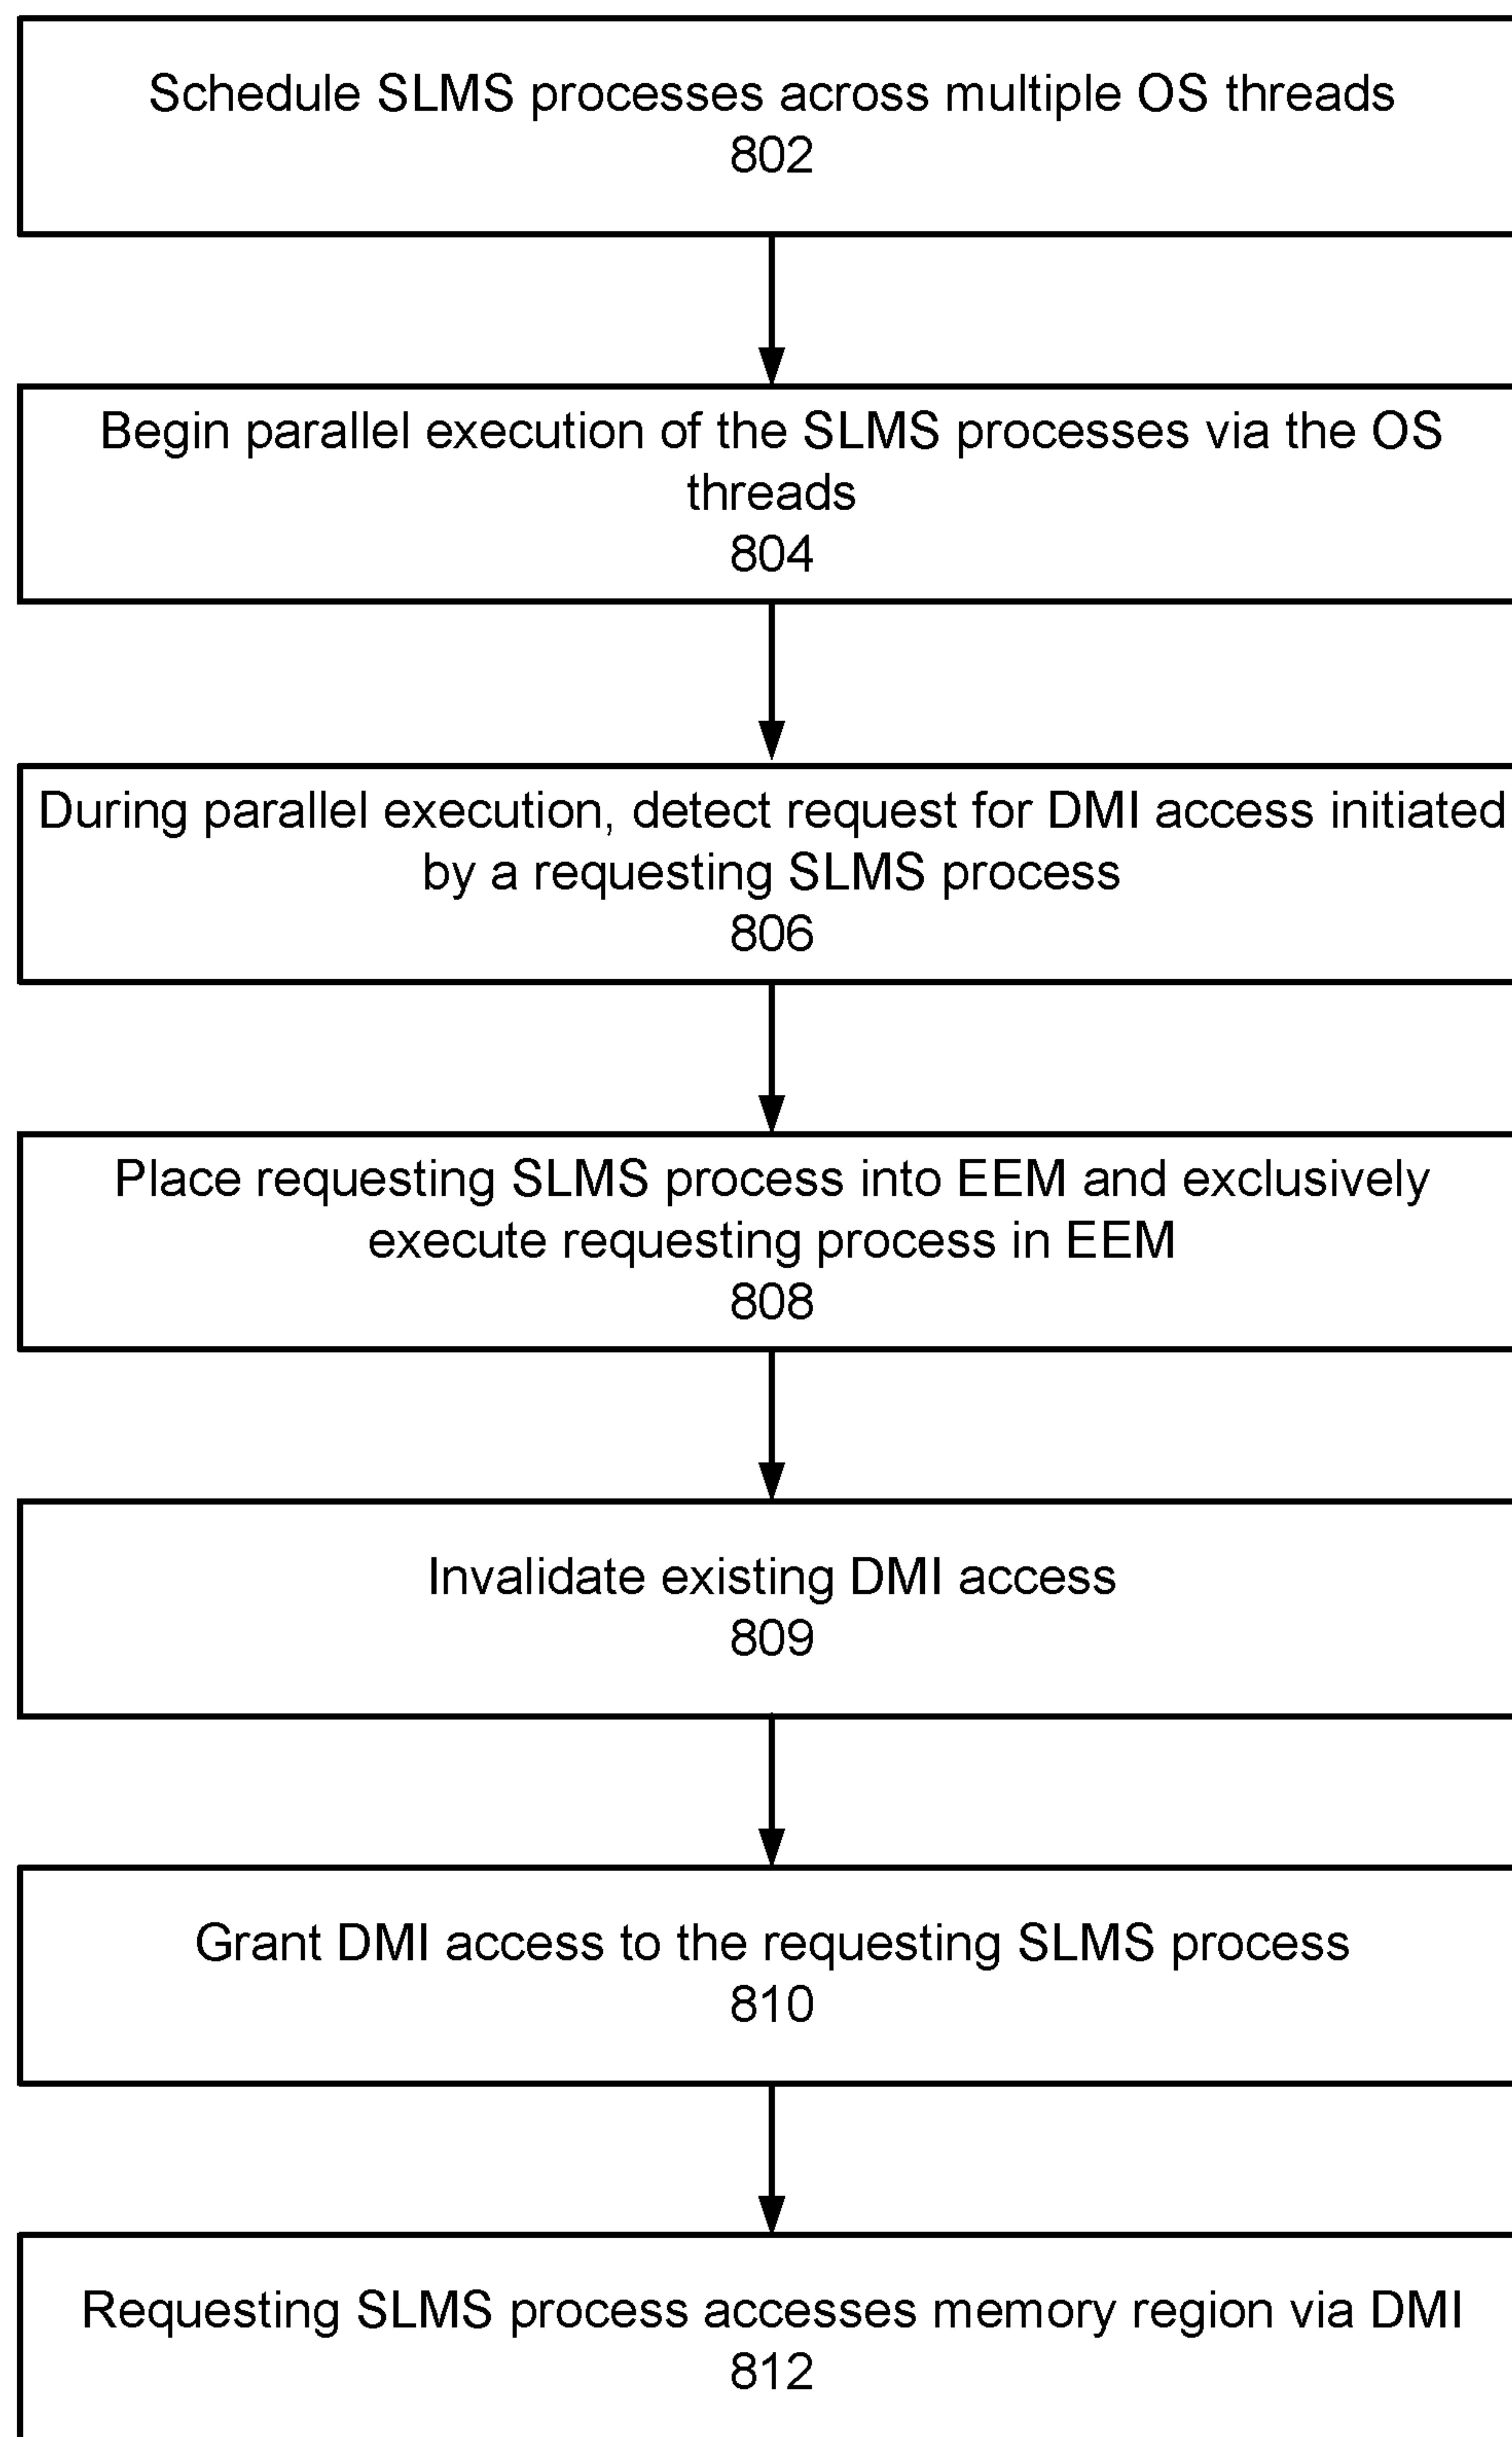 Schedule SLMS processes across multiple OS threads
802
Begin parallel execution of the SLMS processes via the OS
threads
804
During parallel execution, detect request for DMI access initiated
by a requesting SLMS process
806
Place requesting SLMS process into EEM and exclusively
execute requesting process in EEM
808
Invalidate existing DMI access
809
Grant DMI access to the requesting SLMS process
810
Requesting SLMS process accesses memory region via DMI
812